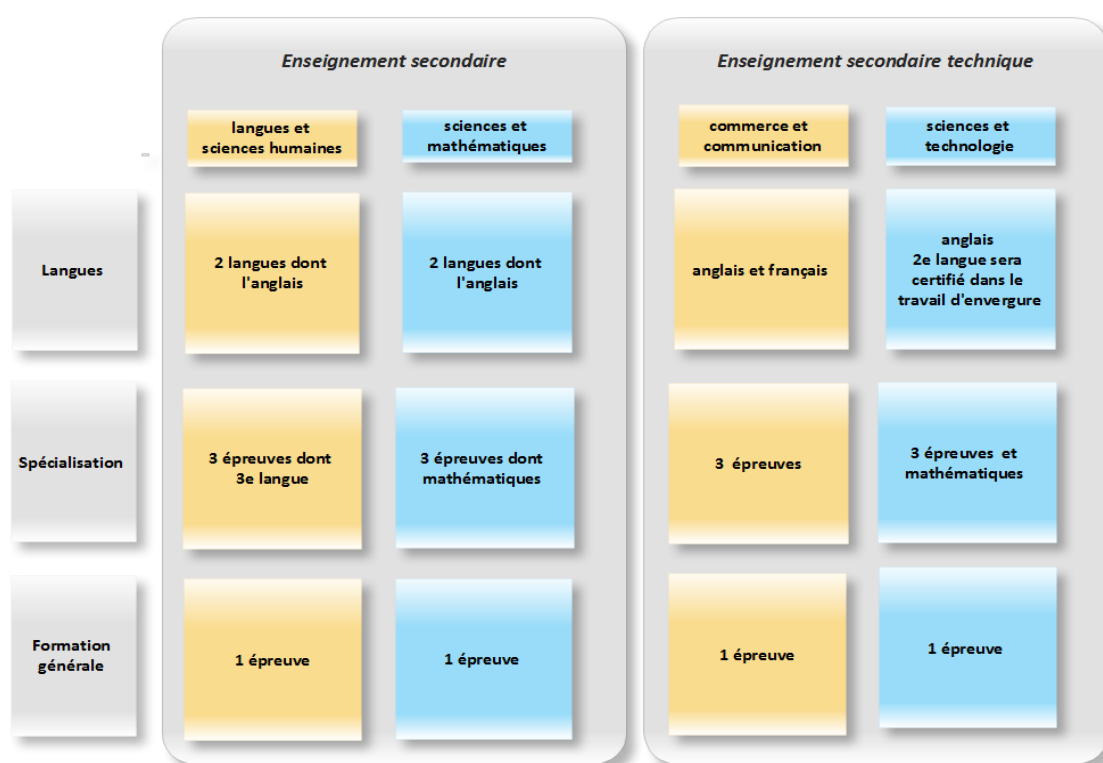 Enseignement secondaire
Enseignement secondaire technique
langues et
sciences humaines
sciences et
mathématiques
commerce et
communication
sciences et
technologie
Langues
2 langues dont
l'anglais
2 langues dont
l'anglais
anglais et français
anglais
2e langue sera
certifié dans le
travail d'envergure
Spécialisation
3 épreuves dont
3e langue
3 épreuves dont
mathématiques
3 épreuves
3 épreuves et
mathématiques
Formation
générale
1 épreuve
1 épreuve
1 épreuve
1 épreuve